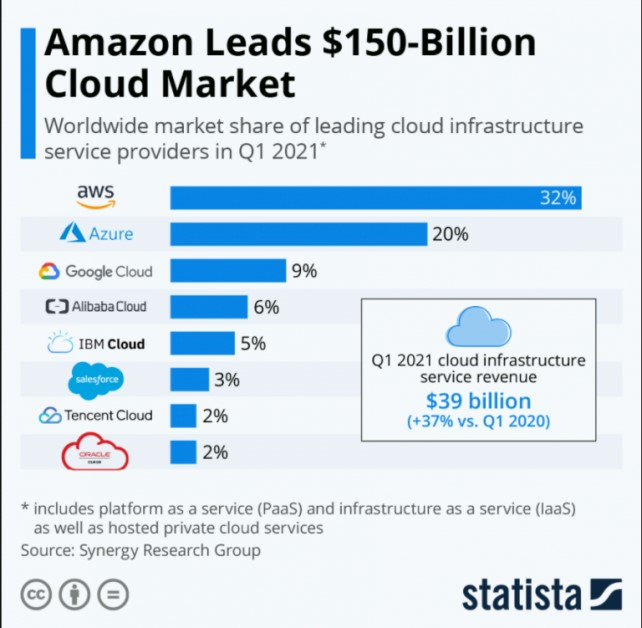 Amazon Leads $150-Billion
Cloud Market
Worldwide market share of leading cloud infrastructure
service providers in Q1 2021*
aws
32%
Azure
20%
Google Cloud
9%
Alibaba Cloud
6%
IBM Cloud
5%
salesforce
3%
Tencent Cloud
2%
ORACLE
CLOUD
2%
Q1 2021 cloud infrastructure
service revenue
$39 billion
(+37% vs. Q1 2020)
* includes platform as a service (PaaS) and infrastructure as a service (IaaS)
as well as hosted private cloud services
Source: Synergy Research Group
cc
statista